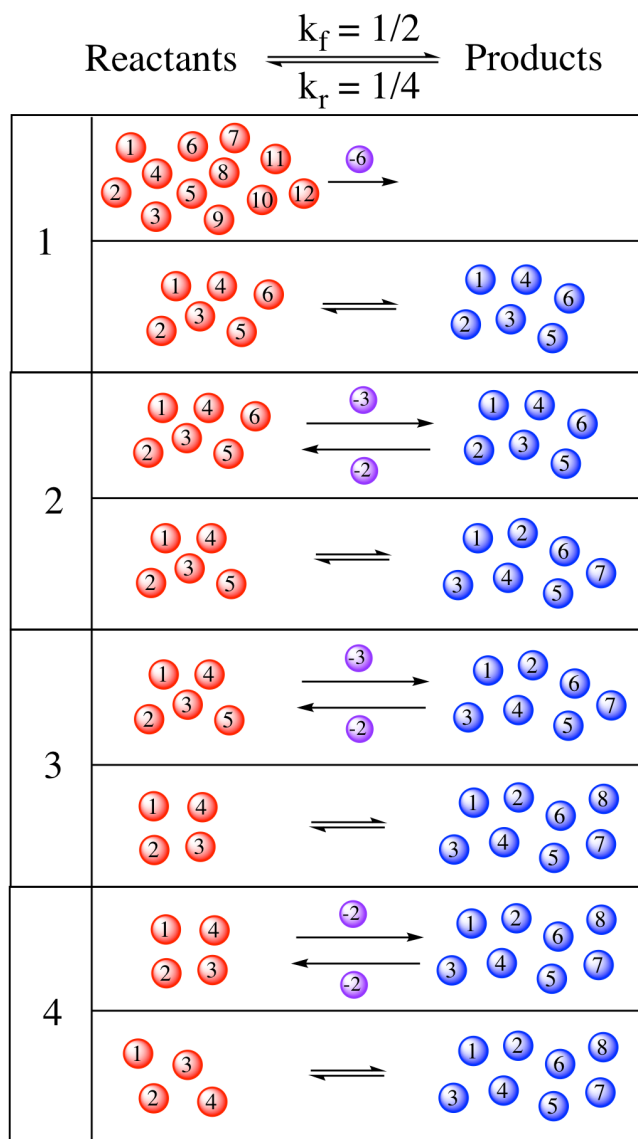 k_f = 1/2
Reactants Products
k_r = 1/4
1 6 7 11 -6
2 4 5 8 10 12
3 9
1
1 4 6 1 4 6
2 3 5 2 3 5
1 4 6 -3 1 4 6
2 3 5 -2 2 3 5
2
1 4 1 2 6 7
2 3 5 3 4 5
1 4 -3 1 2 6 7
2 3 5 -2 3 4 5
3
1 4 1 2 6 8
2 3 3 4 5 7
1 4 -2 1 2 6 8
2 3 -2 3 4 5 7
4
1 3 1 2 6 8
2 4 3 4 5 7